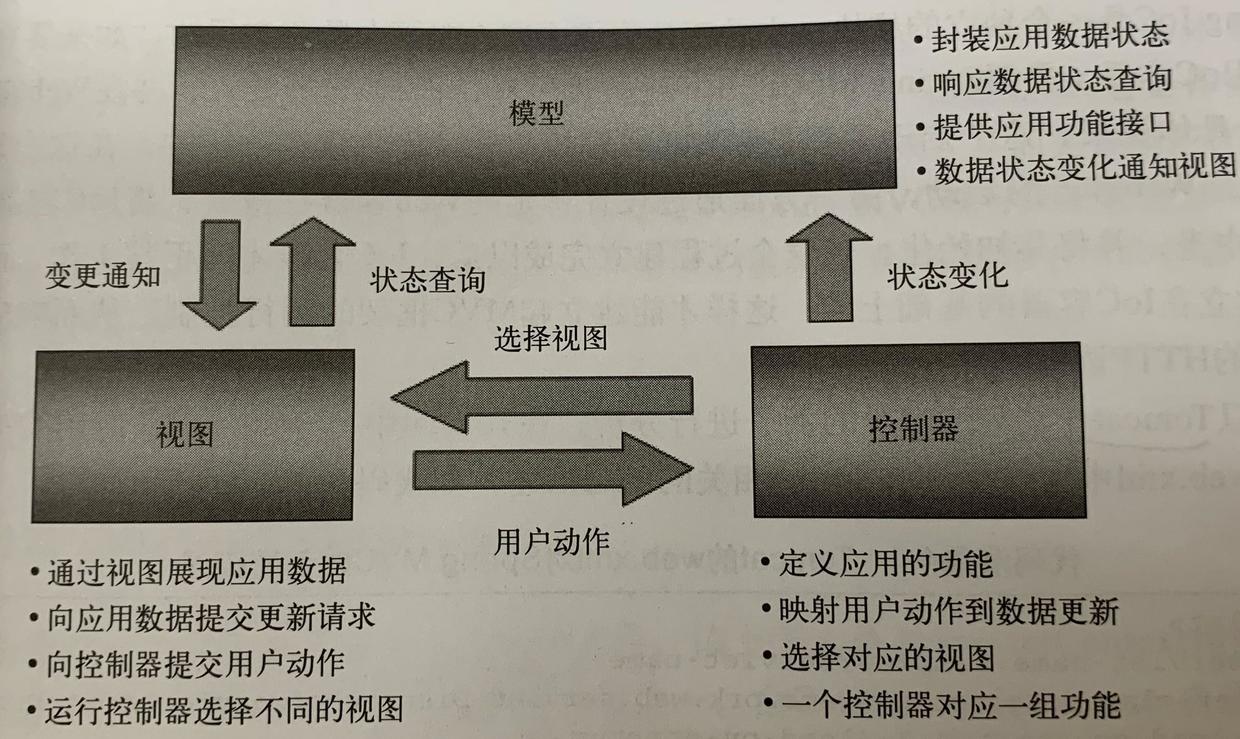 模型
• 封装应用数据状态
• 响应数据状态查询
• 提供应用功能接口
• 数据状态变化通知视图
变更通知
状态查询
状态变化
选择视图
视图
控制器
用户动作
• 通过视图展现应用数据
• 向应用数据提交更新请求
• 向控制器提交用户动作
• 运行控制器选择不同的视图
• 定义应用的功能
• 映射用户动作到数据更新
• 选择对应的视图
• 一个控制器对应一组功能